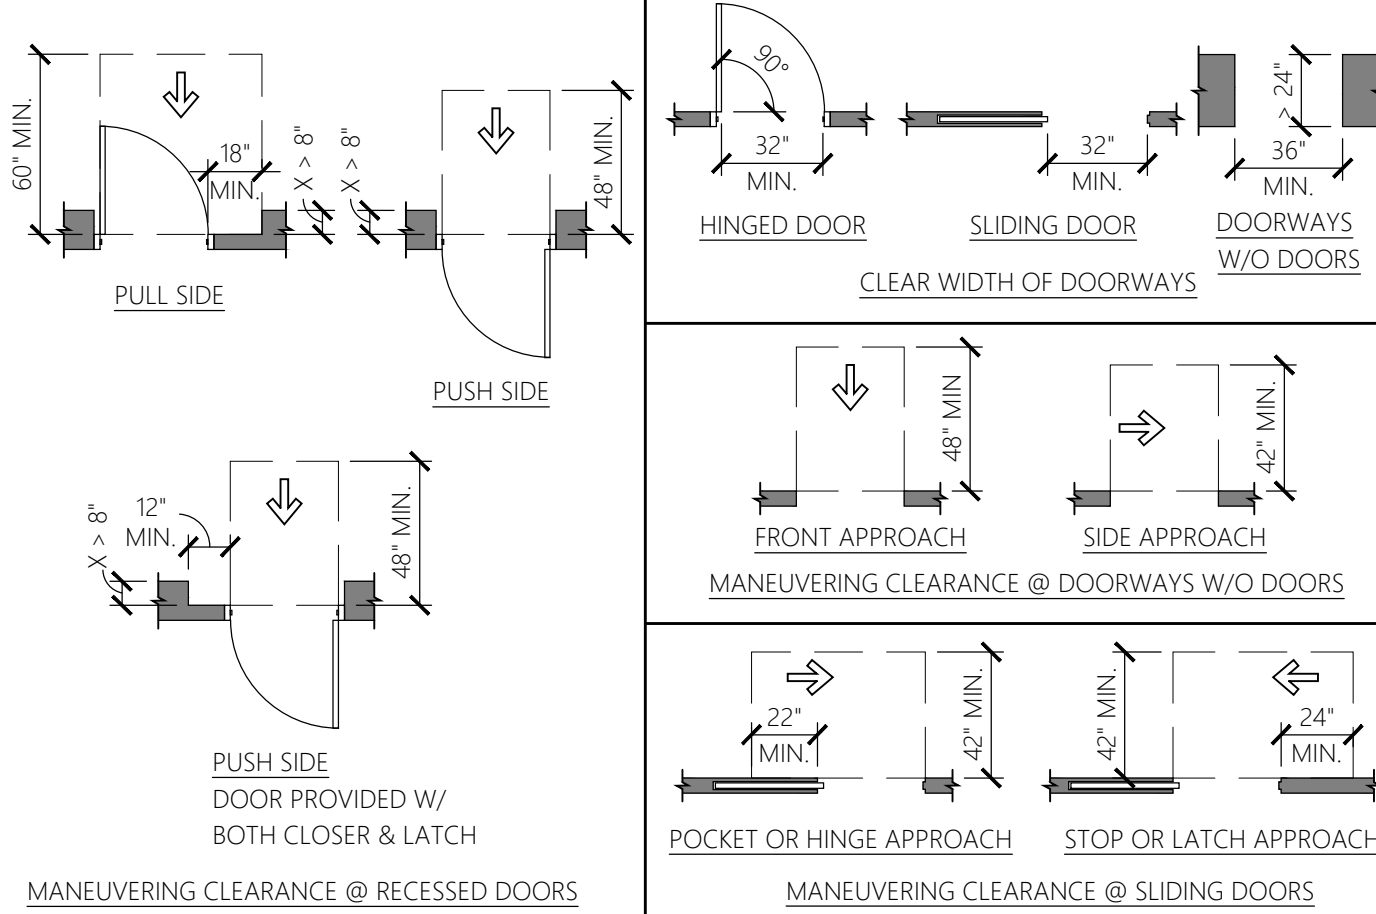 60" MIN.
18"
MIN.
X > 8"
PULL SIDE
X > 8"
48" MIN.
PUSH SIDE
X > 8"
12"
MIN.
48" MIN.
PUSH SIDE
DOOR PROVIDED W/
BOTH CLOSER & LATCH
MANEUVERING CLEARANCE @ RECESSED DOORS
90°
32"
MIN.
HINGED DOOR
32"
MIN.
SLIDING DOOR
> 24"
36"
MIN.
DOORWAYS
W/O DOORS
CLEAR WIDTH OF DOORWAYS
48" MIN
FRONT APPROACH
42" MIN.
SIDE APPROACH
MANEUVERING CLEARANCE @ DOORWAYS W/O DOORS
22"
MIN.
42" MIN.
POCKET OR HINGE APPROACH
42" MIN.
24"
MIN.
STOP OR LATCH APPROACH
MANEUVERING CLEARANCE @ SLIDING DOORS